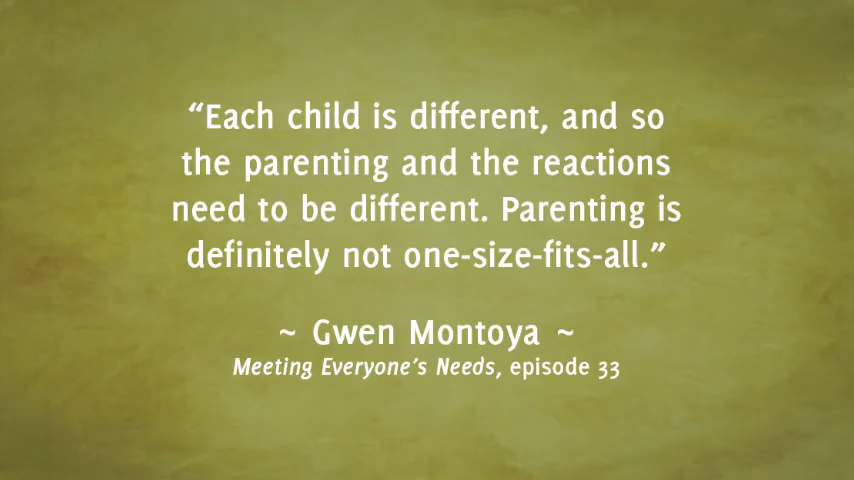 “Each child is different, and so
the parenting and the reactions
need to be different. Parenting is
definitely not one-size-fits-all.”
~ Gwen Montoya ~
Meeting Everyone’s Needs, episode 33